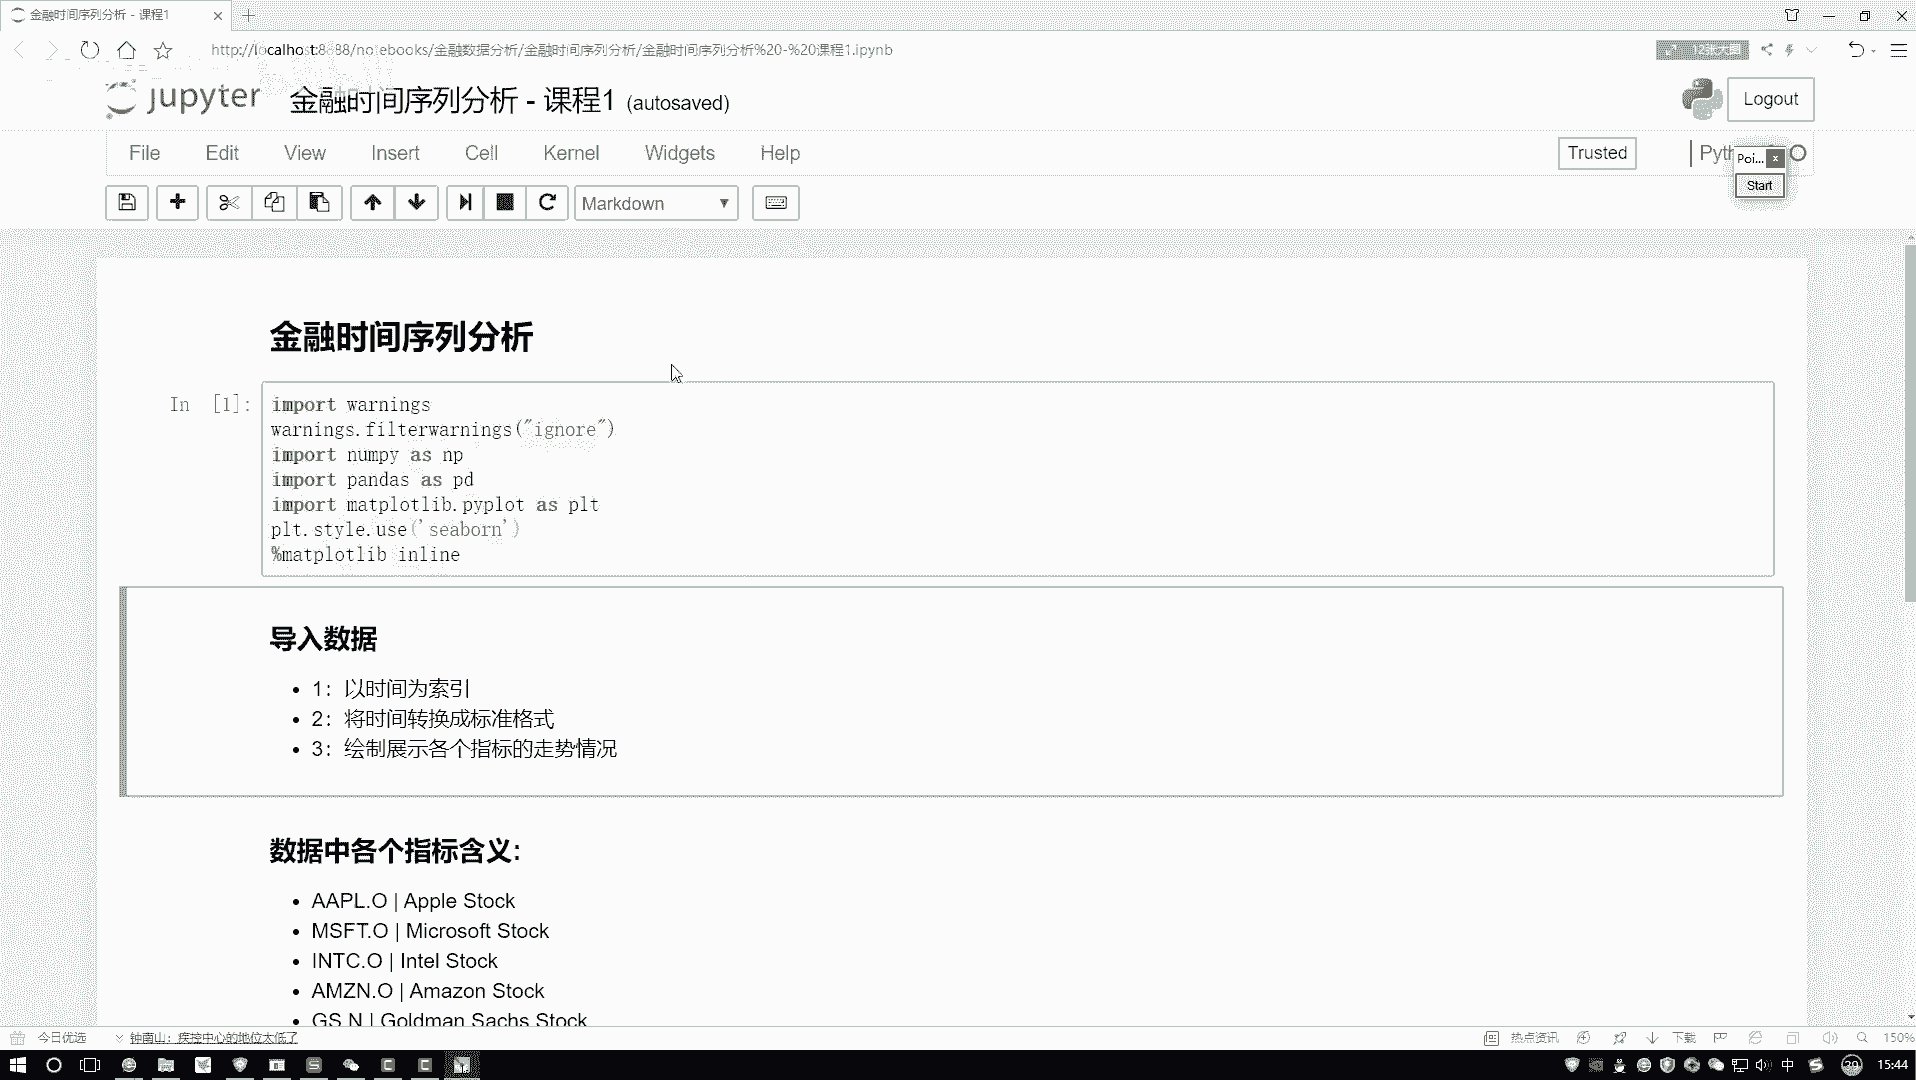 金融时间序列分析 - 课程1
http://localhost:8888/notebooks/金融数据分析/金融时间序列分析/金融时间序列分析%20-%20课程1.ipynb
12张大图
jupyter 金融时间序列分析 - 课程1 (autosaved)
Logout
File Edit View Insert Cell Kernel Widgets Help
Trusted
Poi...
Start
Markdown
金融时间序列分析
In [1]:
import warnings
warnings.filterwarnings("ignore")
import numpy as np
import pandas as pd
import matplotlib.pyplot as plt
plt.style.use('seaborn')
%matplotlib inline
导入数据
1：以时间为索引
2：将时间转换成标准格式
3：绘制展示各个指标的走势情况
数据中各个指标含义:
AAPL.O | Apple Stock
MSFT.O | Microsoft Stock
INTC.O | Intel Stock
AMZN.O | Amazon Stock
GS.N | Goldman Sachs Stock
今日优选 钟南山：疾控中心的地位太低了
热点资讯 下载 150%
中 29 15:44